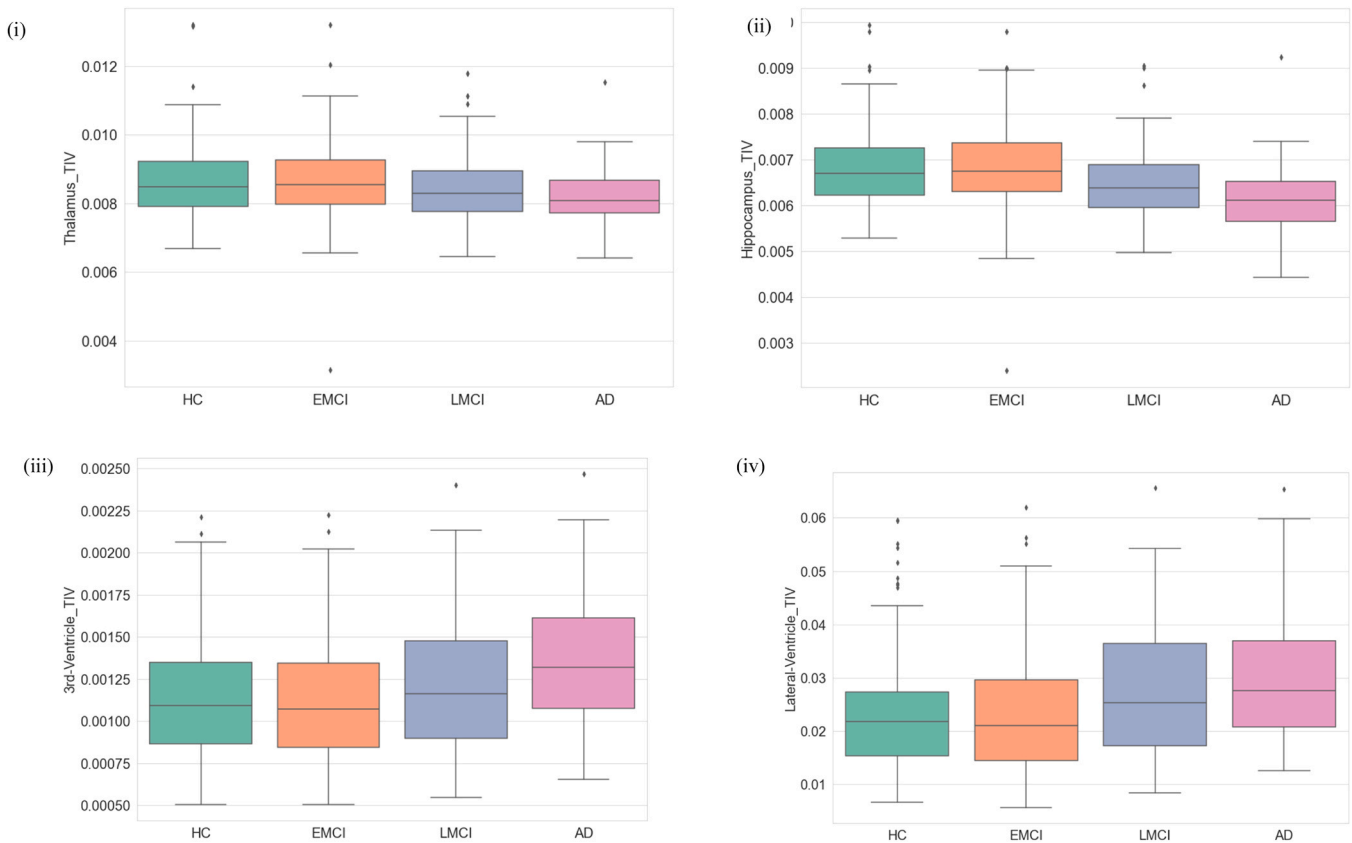 (i)
0.012
0.010
0.008
0.006
0.004
Thalamus_TIV
HC EMCI LMCI AD
(ii)
0.009
0.008
0.007
0.006
0.005
0.004
0.003
Hippocampus_TIV
HC EMCI LMCI AD
(iii)
0.00250
0.00225
0.00200
0.00175
0.00150
0.00125
0.00100
0.00075
0.00050
3rd-Ventricle_TIV
HC EMCI LMCI AD
(iv)
0.06
0.05
0.04
0.03
0.02
0.01
Lateral-Ventricle_TIV
HC EMCI LMCI AD